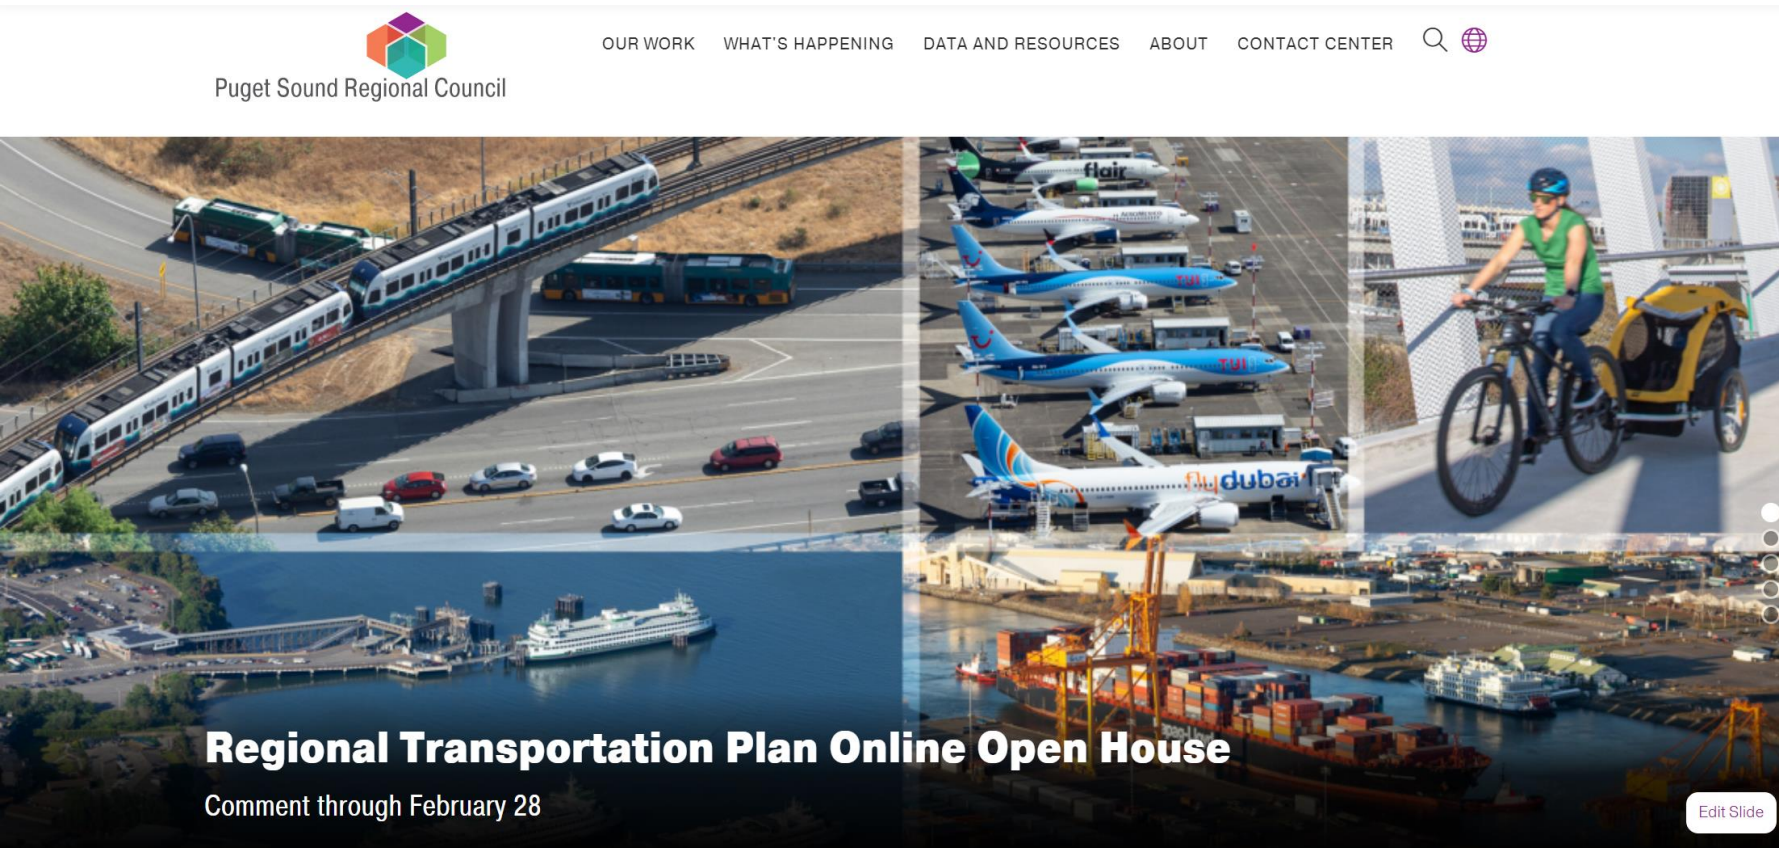 Puget Sound Regional Council
OUR WORK WHAT'S HAPPENING DATA AND RESOURCES ABOUT CONTACT CENTER
flair
AEROMEXICO
TUI
TUI
flydubai
Regional Transportation Plan Online Open House
Comment through February 28
Edit Slide